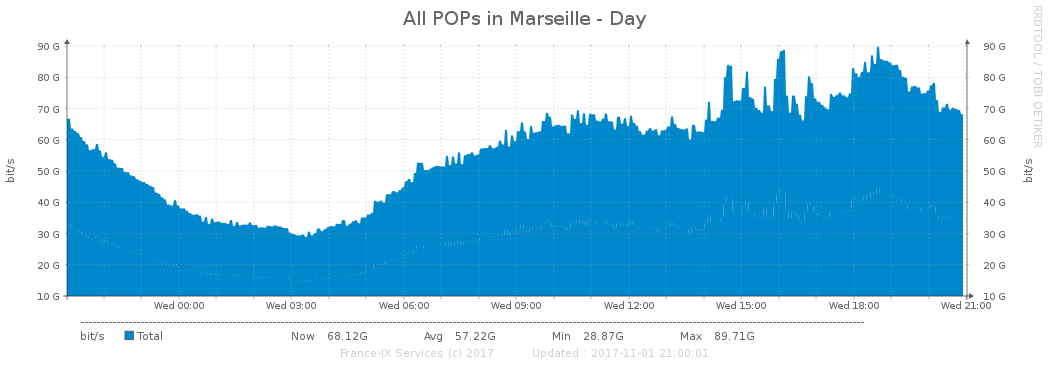 All POPs in Marseille - Day
RRDTOOL / TOBI OETIKER
90 G 90 G
80 G 80 G
70 G 70 G
60 G 60 G
50 G 50 G
40 G 40 G
30 G 30 G
20 G 20 G
10 G 10 G
bit/s bit/s
Wed 00:00 Wed 03:00 Wed 06:00 Wed 09:00 Wed 12:00 Wed 15:00 Wed 18:00 Wed 21:00
bit/s Total Now 68.12G Avg 57.22G Min 28.87G Max 89.71G
France-IX Services (c) 2017 Updated : 2017-11-01 21:00:01